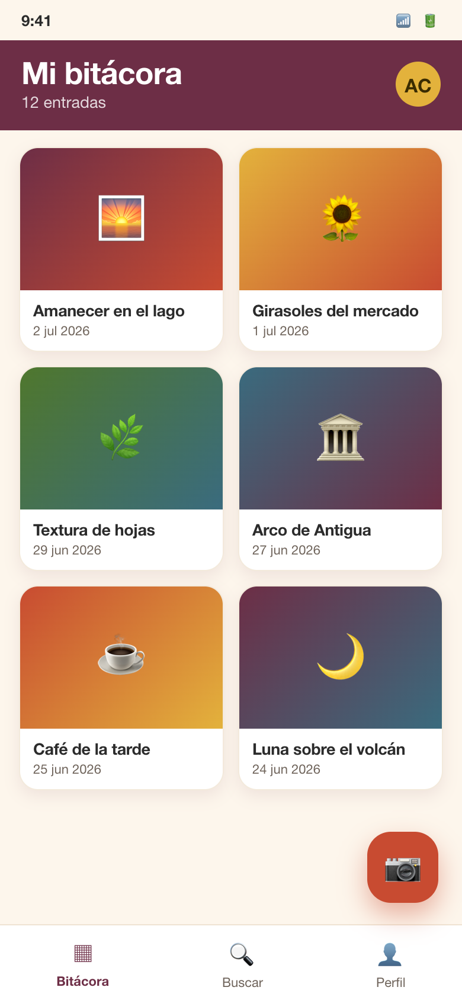 9:41
Mi bitácora
12 entradas
AC
Amanecer en el lago
2 jul 2026
Girasoles del mercado
1 jul 2026
Textura de hojas
29 jun 2026
Arco de Antigua
27 jun 2026
Café de la tarde
25 jun 2026
Luna sobre el volcán
24 jun 2026
Bitácora
Buscar
Perfil